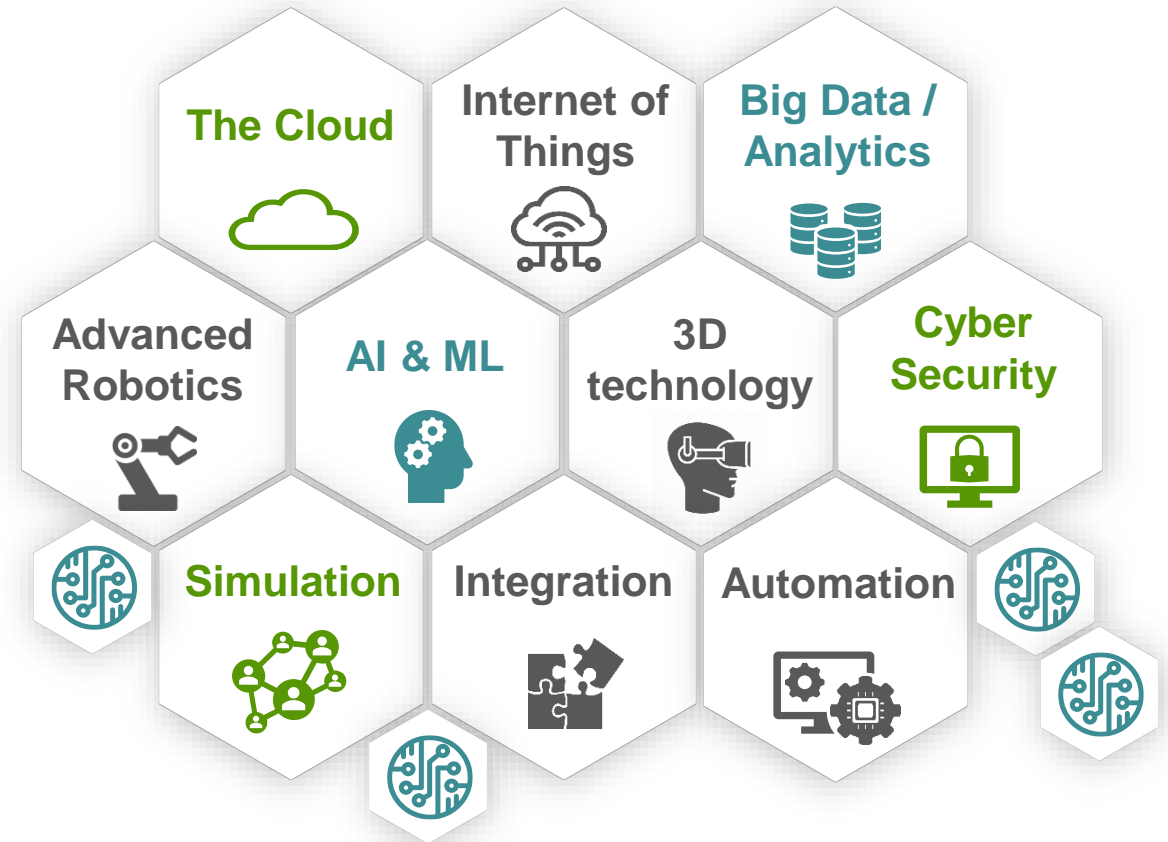 The Cloud
Internet of
Things
Big Data /
Analytics
Advanced
Robotics
AI & ML
3D
technology
Cyber
Security
Simulation
Integration
Automation